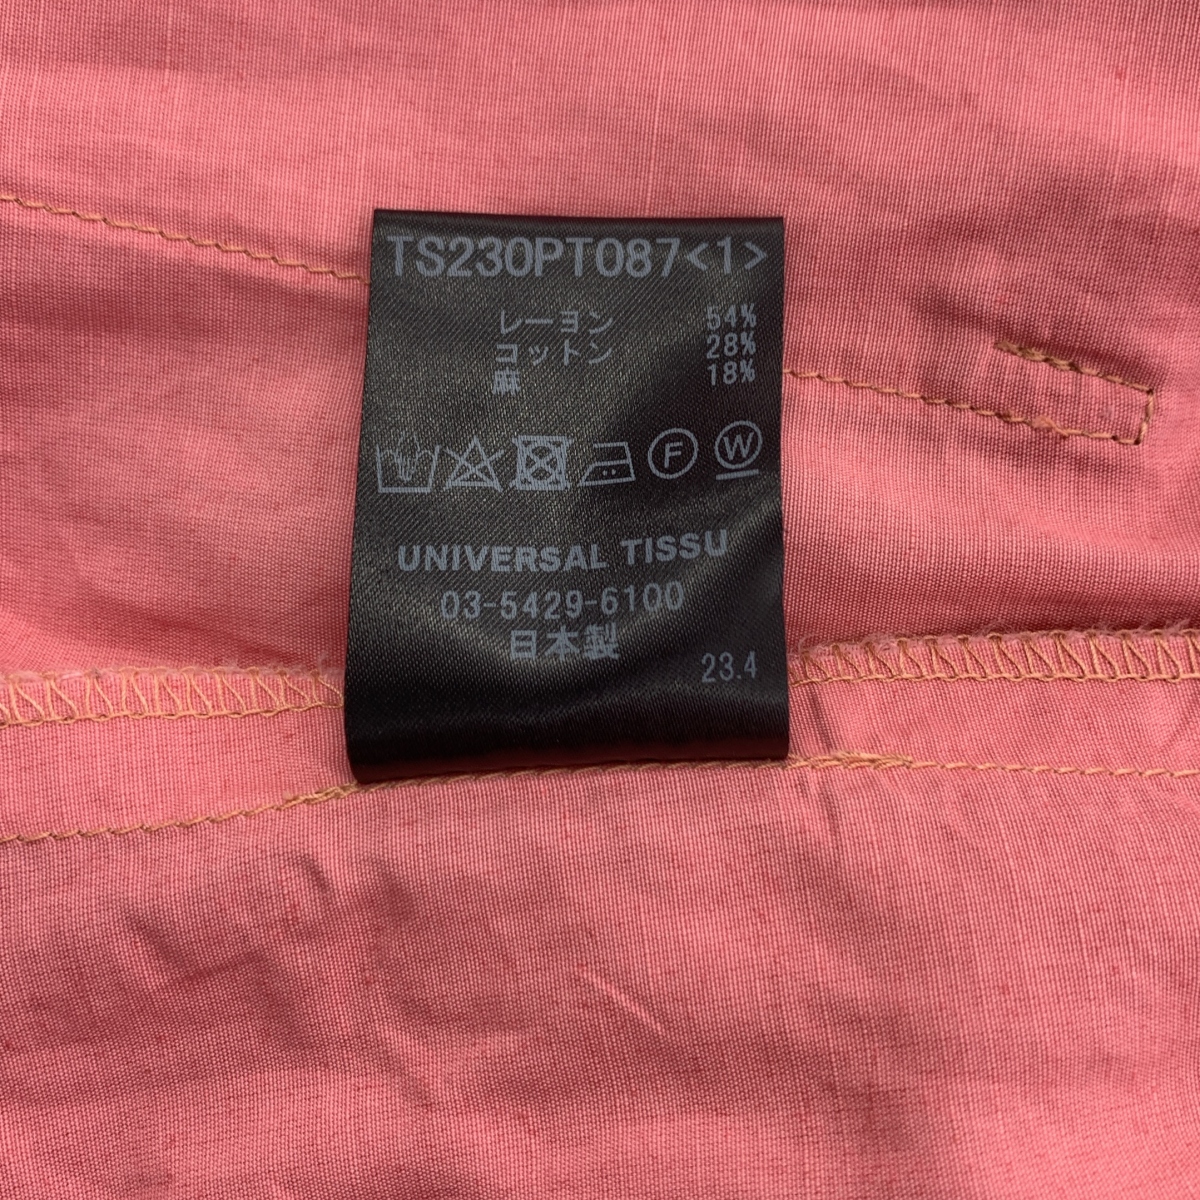 TS230PT087<1>
レーヨン 54%
コットン 28%
麻 18%
F W
UNIVERSAL TISSU
03-5429-6100
日本製
23.4